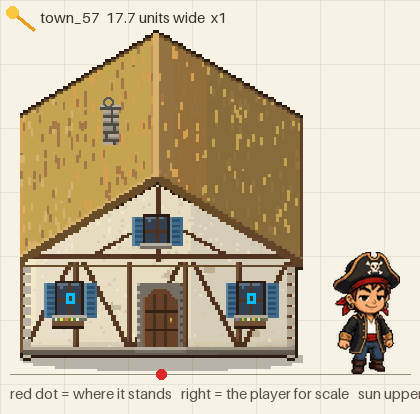 town_57 17.7 units wide x1
red dot = where it stands right = the player for scale sun upper